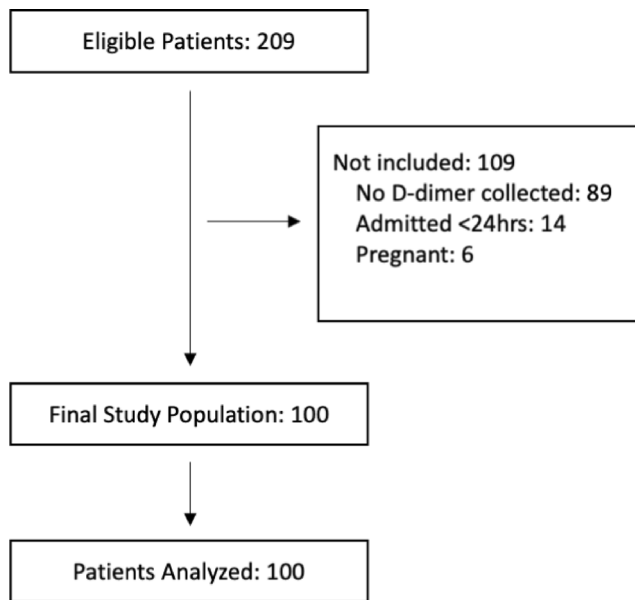 Eligible Patients: 209
Not included: 109
No D-dimer collected: 89
Admitted <24hrs: 14
Pregnant: 6
Final Study Population: 100
Patients Analyzed: 100